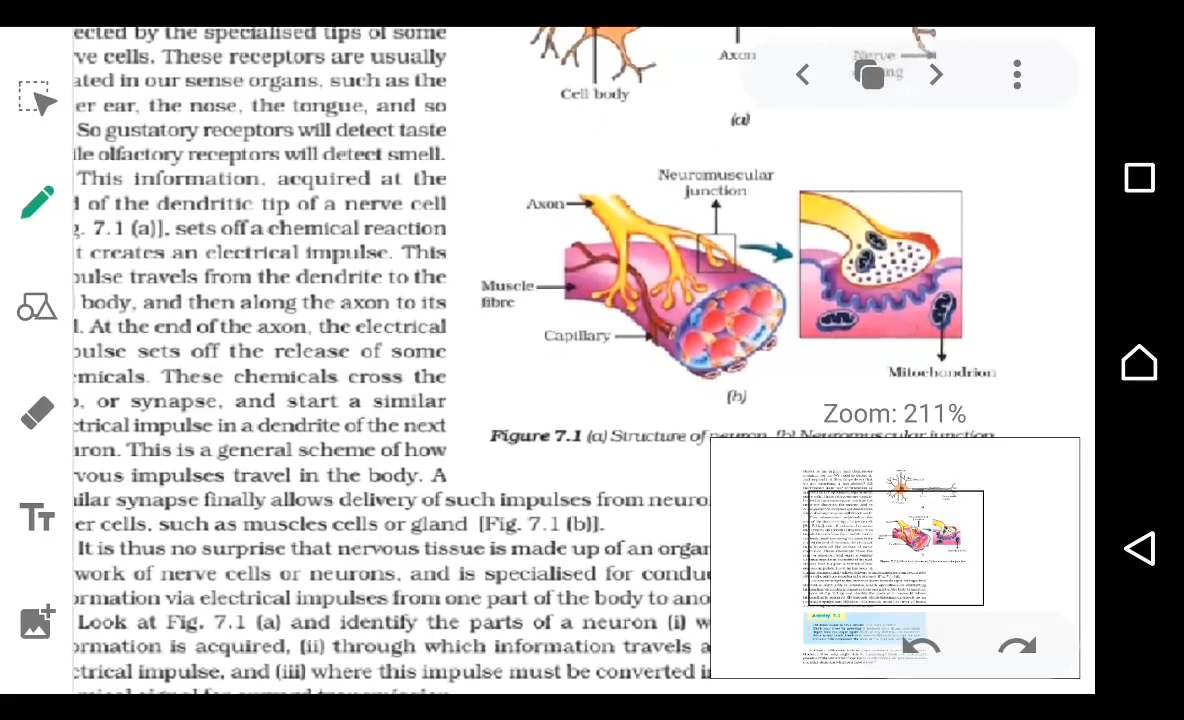 ected by the specialised tips of some
ve cells. These receptors are usually
ated in our sense organs, such as the
er ear, the nose, the tongue, and so
So gustatory receptors will detect taste
ile olfactory receptors will detect smell.
This information, acquired at the
of the dendritic tip of a nerve cell
7.1 (a)], sets off a chemical reaction
t creates an electrical impulse. This
pulse travels from the dendrite to the
body, and then along the axon to its
l. At the end of the axon, the electrical
pulse sets off the release of some
micals. These chemicals cross the
, or synapse, and start a similar
ctrical impulse in a dendrite of the next
ron. This is a general scheme of how
vous impulses travel in the body. A
ilar synapse finally allows delivery of such impulses from neuro
er cells, such as muscles cells or gland [Fig. 7.1 (b)].
It is thus no surprise that nervous tissue is made up of an organ
work of nerve cells or neurons, and is specialised for condu
ormation via electrical impulses from one part of the body to ano
Look at Fig. 7.1 (a) and identify the parts of a neuron (i) w
ormation is acquired, (ii) through which information travels a
ctrical impulse, and (iii) where this impulse must be converted i
Axon
Nerve
Cell body
(a)
Neuromuscular
junction
Axon
Muscle
fibre
Capillary
Mitochondrion
(b)
Zoom: 211%
Figure 7.1 (a) Structure of neuron, (b) Neuromuscular junction
Activity 7.1
Tt